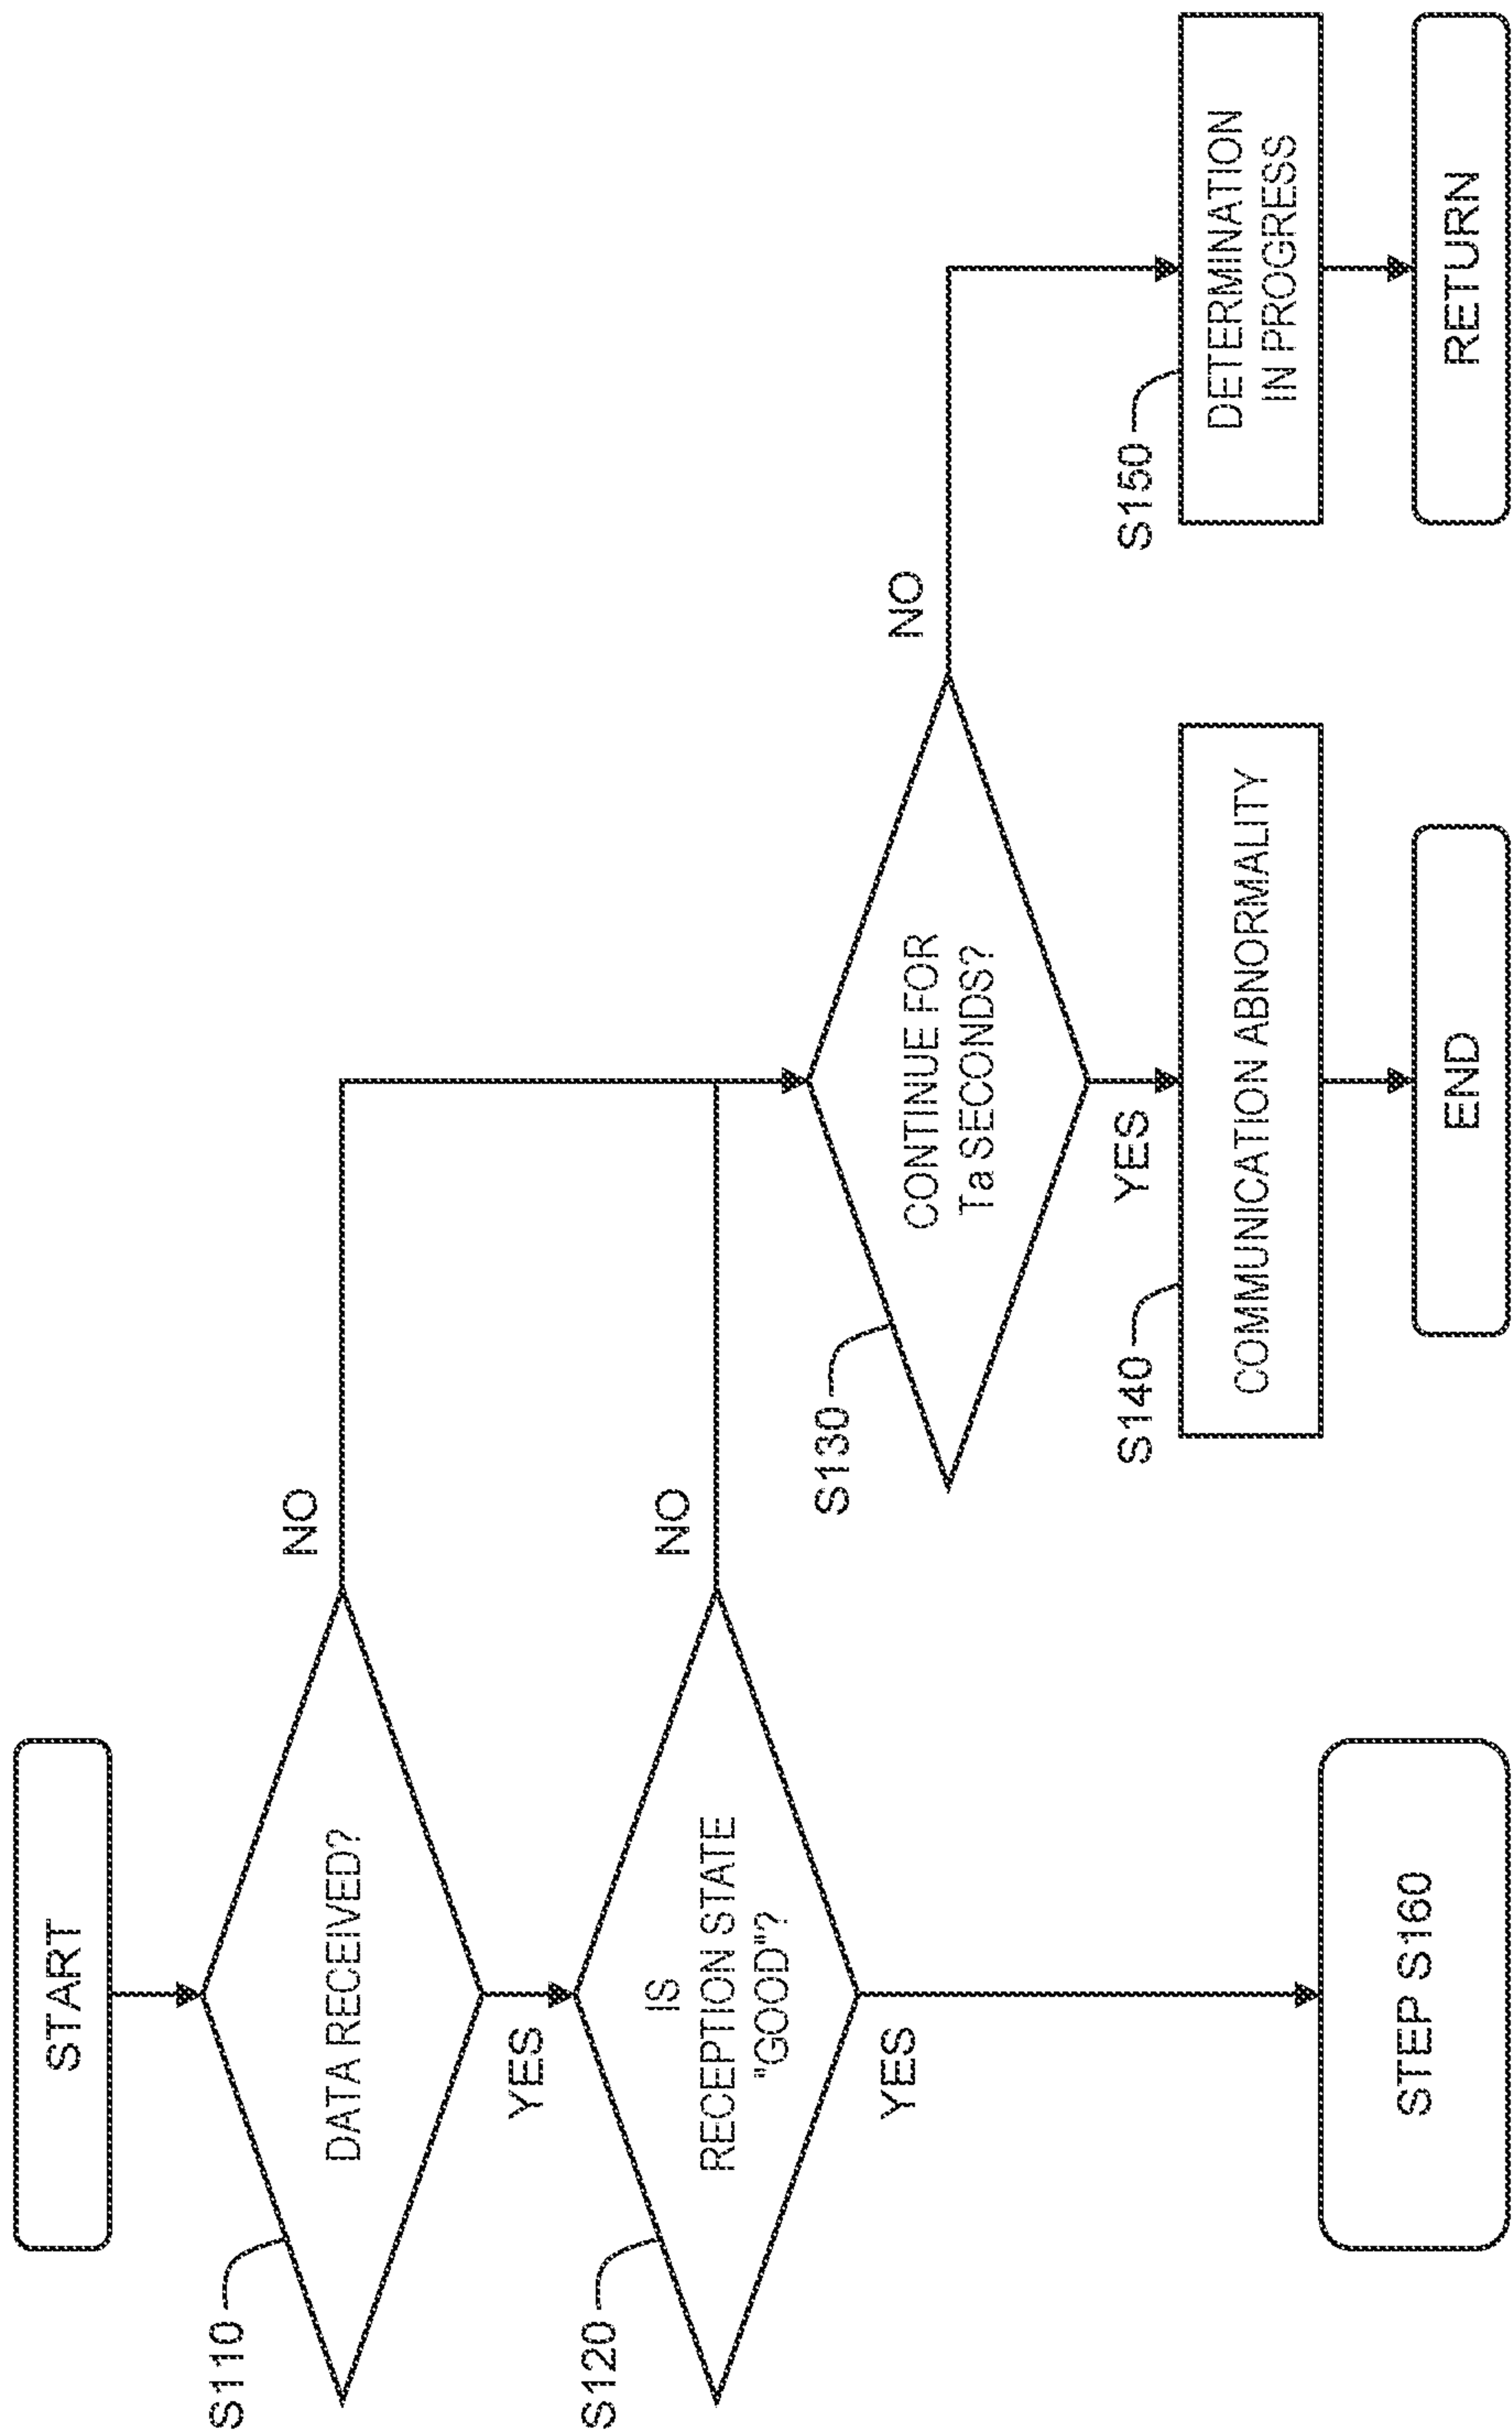 START
S110
DATA RECEIVED?
NO
YES
S120
IS
RECEPTION STATE
"GOOD"?
NO
YES
S130
CONTINUE FOR
Ta SECONDS?
NO
YES
S140
COMMUNICATION ABNORMALITY
S150
DETERMINATION
IN PROGRESS
STEP S160
END
RETURN